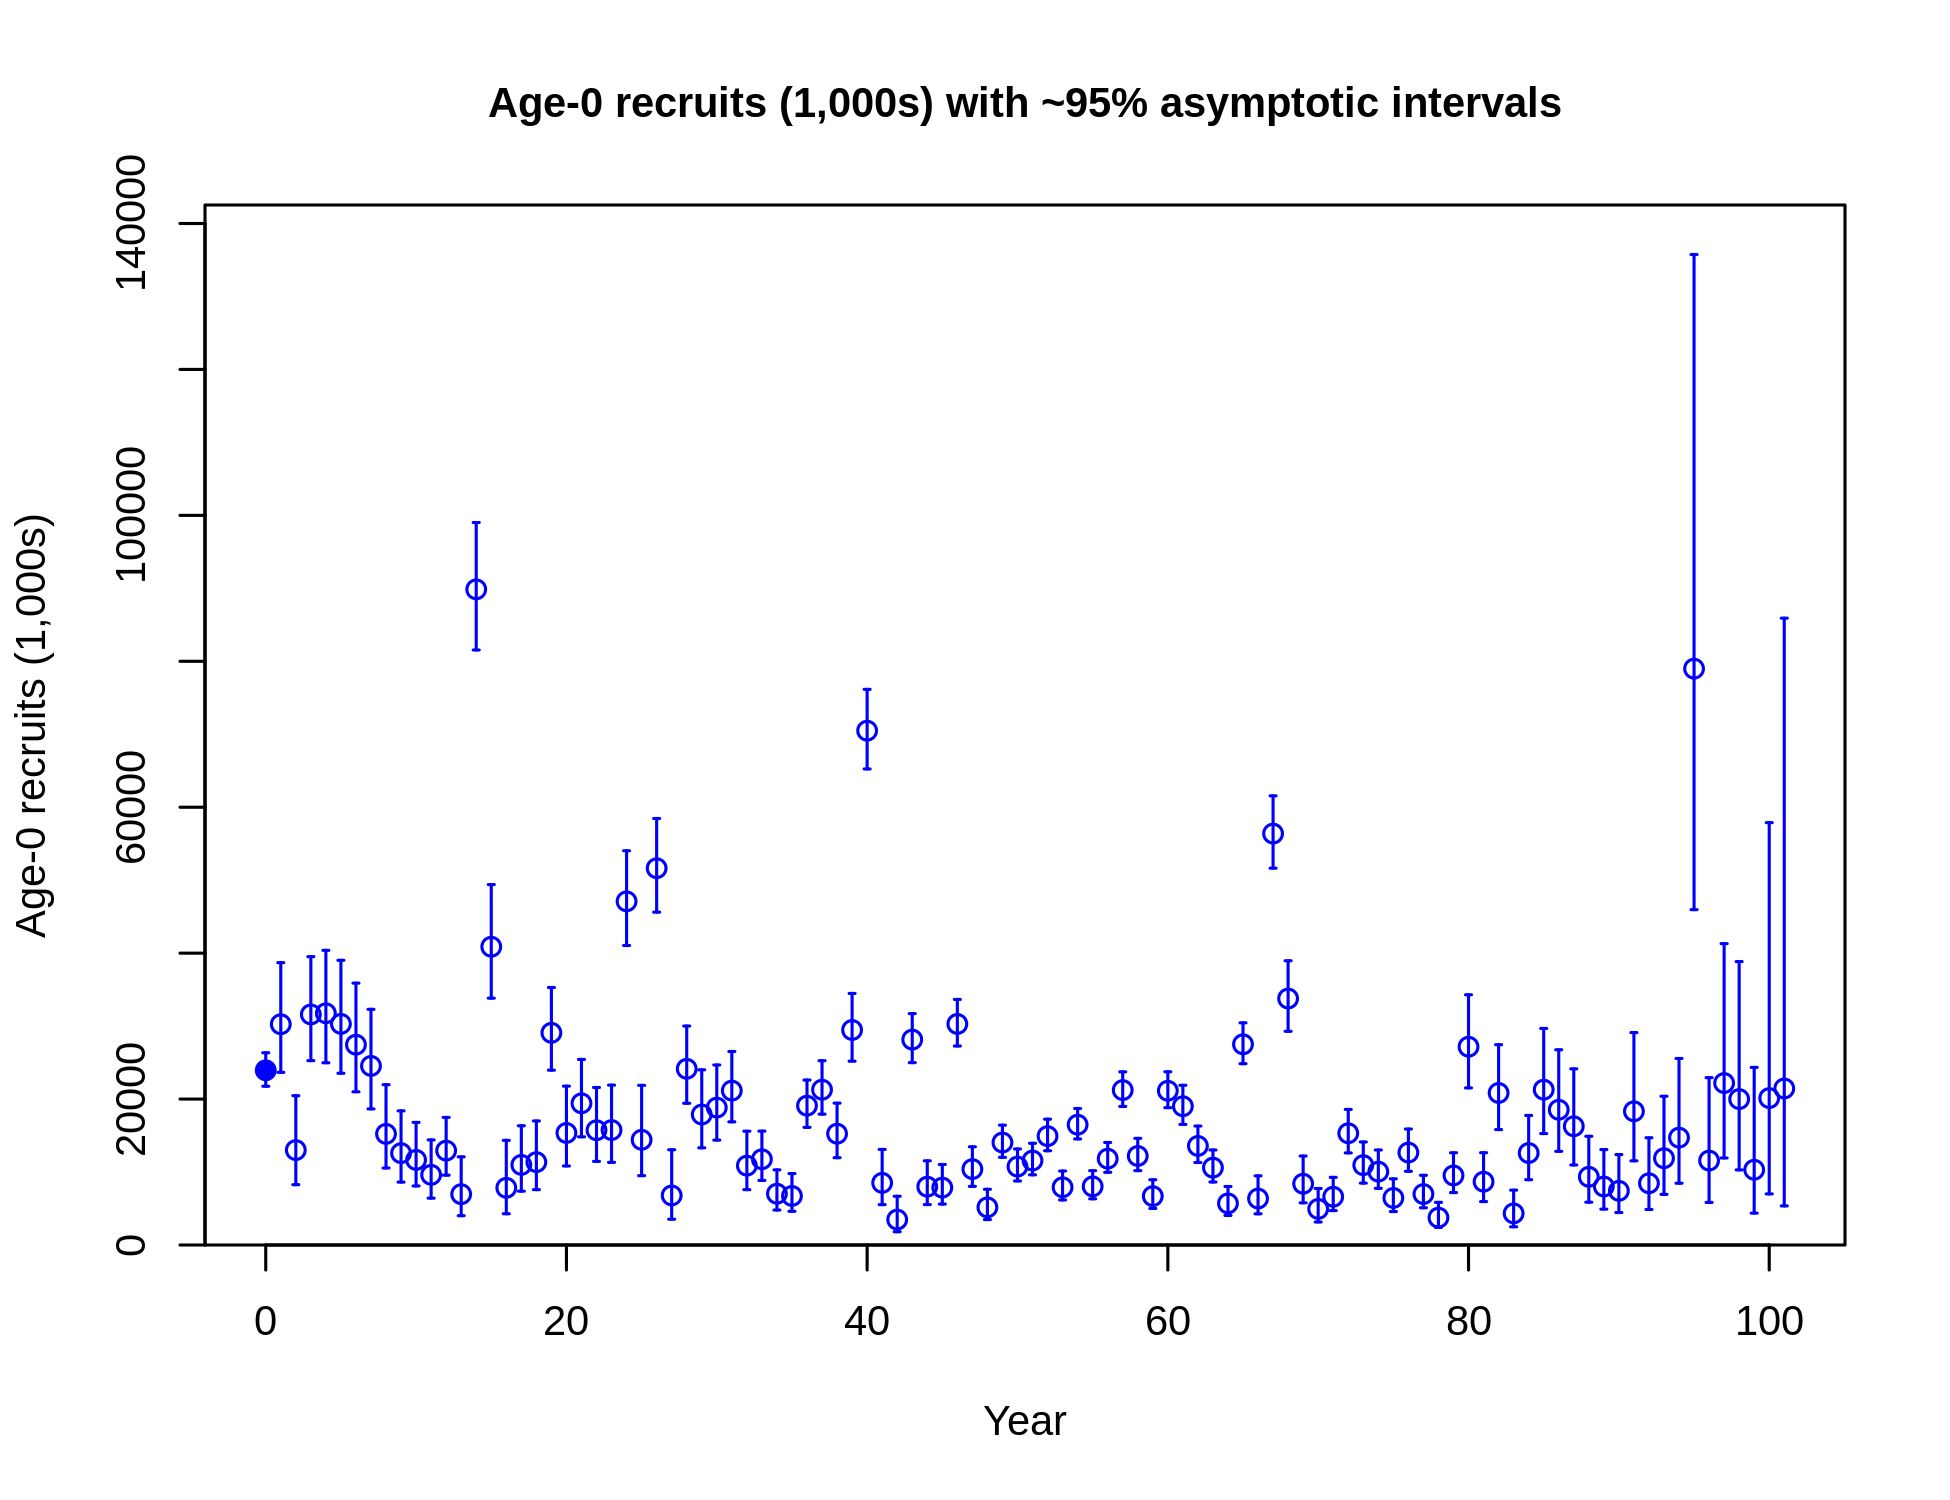 Age-0 recruits (1,000s) with ~95% asymptotic intervals
Age-0 recruits (1,000s)
140000
100000
60000
20000
0
0 20 40 60 80 100
Year